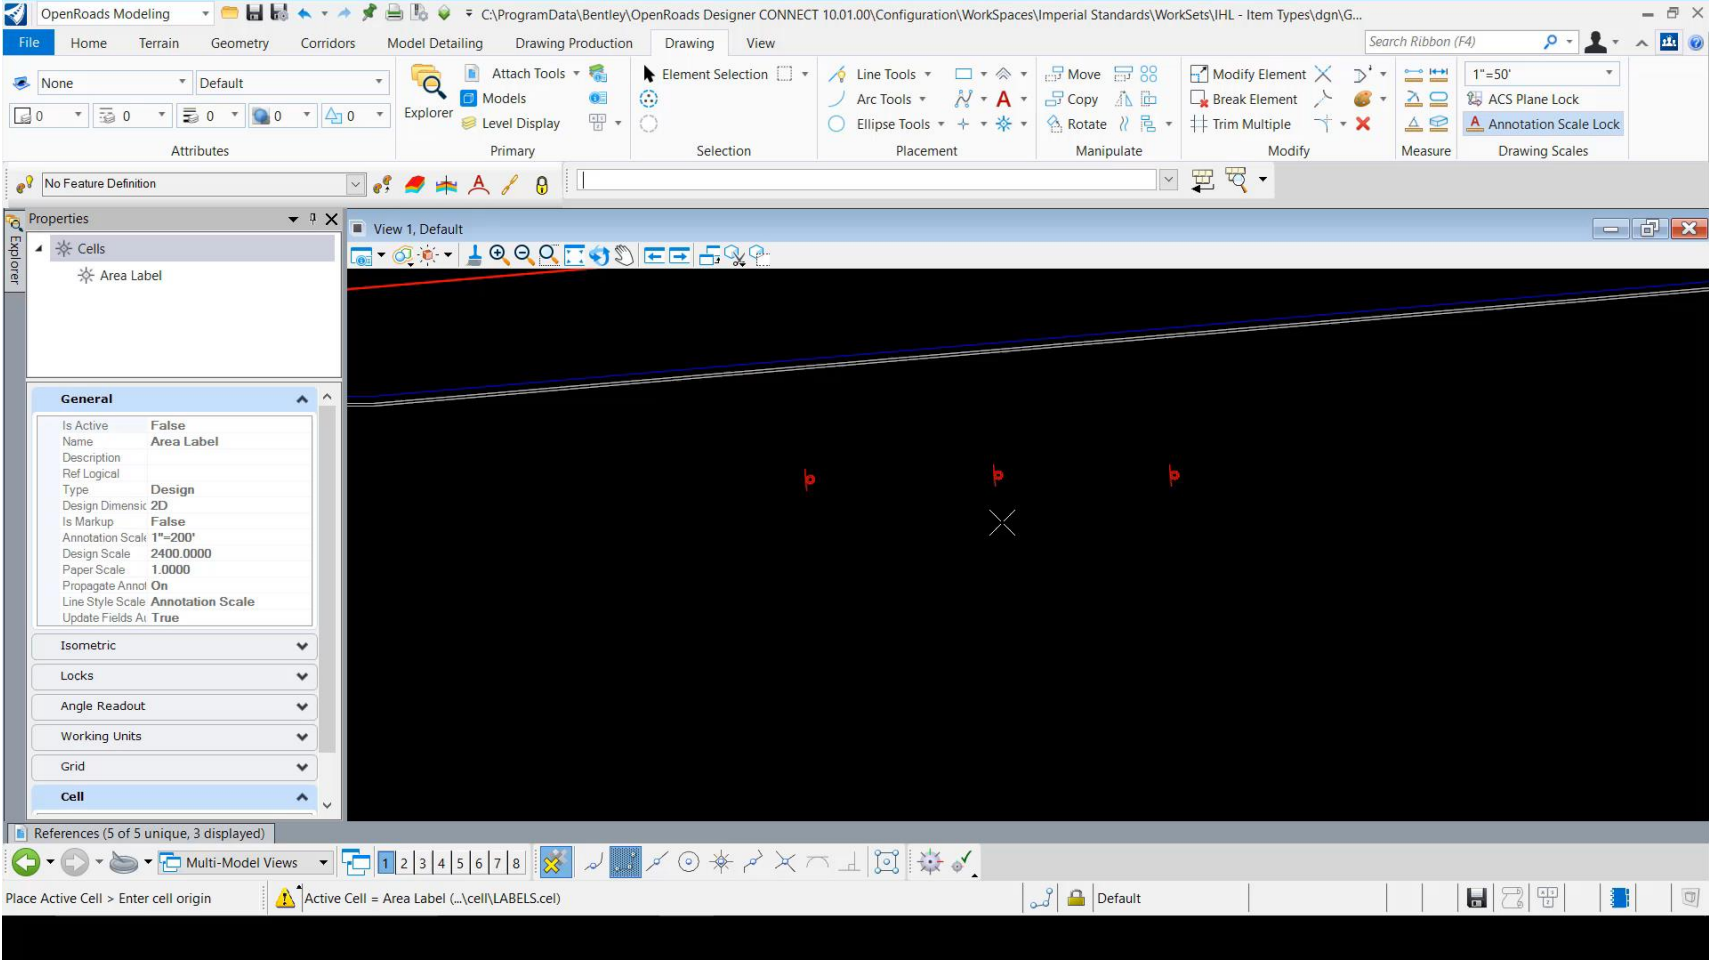 OpenRoads Modeling
C:\ProgramData\Bentley\OpenRoads Designer CONNECT 10.01.00\Configuration\WorkSpaces\Imperial Standards\WorkSets\IHL - Item Types\dgn\G...
File Home Terrain Geometry Corridors Model Detailing Drawing Production Drawing View
Search Ribbon (F4)
None Default
0 0 0 0 0
Attributes
Explorer
Attach Tools
Models
Level Display
Primary
Element Selection
Selection
Line Tools
Arc Tools
Ellipse Tools
Placement
Move
Copy
Rotate
Manipulate
Modify Element
Break Element
Trim Multiple
Modify
Measure
1"=50'
ACS Plane Lock
Annotation Scale Lock
Drawing Scales
No Feature Definition
Explorer
Properties
Cells
Area Label
General
Is Active False
Name Area Label
Description
Ref Logical
Type Design
Design Dimensic 2D
Is Markup False
Annotation Scale 1"=200'
Design Scale 2400.0000
Paper Scale 1.0000
Propagate Annot On
Line Style Scale Annotation Scale
Update Fields Au True
Isometric
Locks
Angle Readout
Working Units
Grid
Cell
View 1, Default
References (5 of 5 unique, 3 displayed)
Multi-Model Views
1 2 3 4 5 6 7 8
Place Active Cell > Enter cell origin
Active Cell = Area Label (...\cell\LABELS.cel)
Default